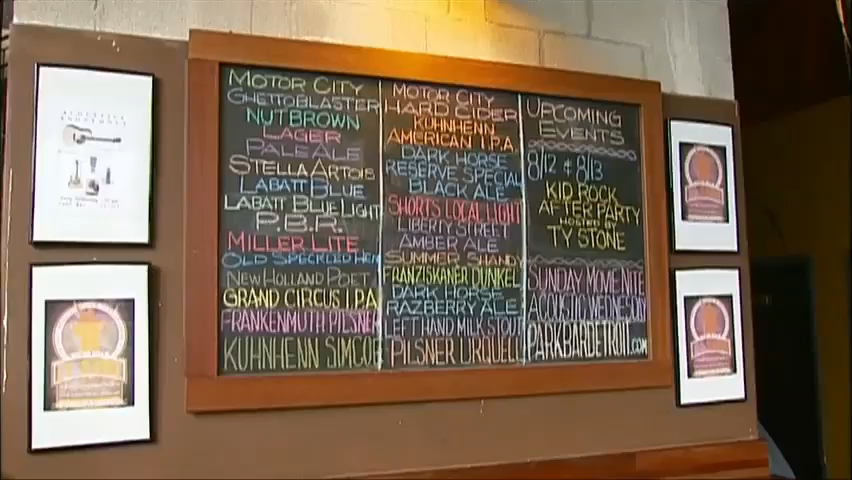 MOTOR CITY
GHETTOBLASTER
NUTBROWN
LAGER
PALE ALE
STELLA ARTOIS
LABATT BLUE
LABATT BLUE LIGHT
P.B.R.
MILLER LITE
OLD SPECKLED HEN
NEW HOLLAND POET
GRAND CIRCUS I.P.A
FRANKENMUTH PILSNER
KUHNHENN SIMCOE
MOTOR CITY
HARD CIDER
KUHNHENN
AMERICAN I.P.A.
DARK HORSE
RESERVE SPECIAL
BLACK ALE
SHORTS LOCAL LIGHT
LIBERTY STREET
AMBER ALE
SUMMER SHANDY
FRANZISKANER DUNKEL
DARK HORSE
RAZBERRY ALE
LEFT HAND MILK STOUT
PILSNER URQUELL
UPCOMING
EVENTS
8/12 & 8/13
KID ROCK
AFTER PARTY
HOSTED BY
TY STONE
SUNDAY MOVIE NITE
ACOUSTIC WEDNESDAY
PARKBARDETROIT.COM